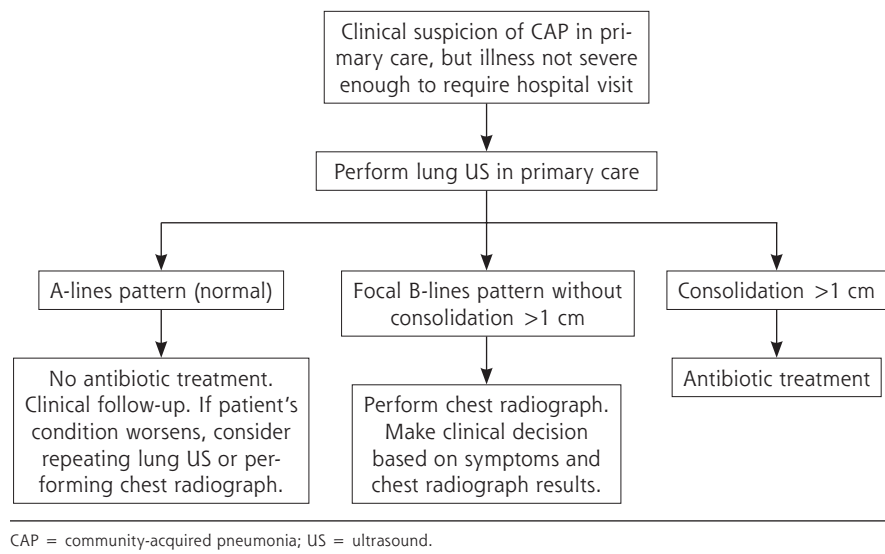 Clinical suspicion of CAP in pri-
mary care, but illness not severe
enough to require hospital visit
Perform lung US in primary care
A-lines pattern (normal)
Focal B-lines pattern without
consolidation >1 cm
Consolidation >1 cm
No antibiotic treatment.
Clinical follow-up. If patient’s
condition worsens, consider
repeating lung US or per-
forming chest radiograph.
Perform chest radiograph.
Make clinical decision
based on symptoms and
chest radiograph results.
Antibiotic treatment
CAP = community-acquired pneumonia; US = ultrasound.